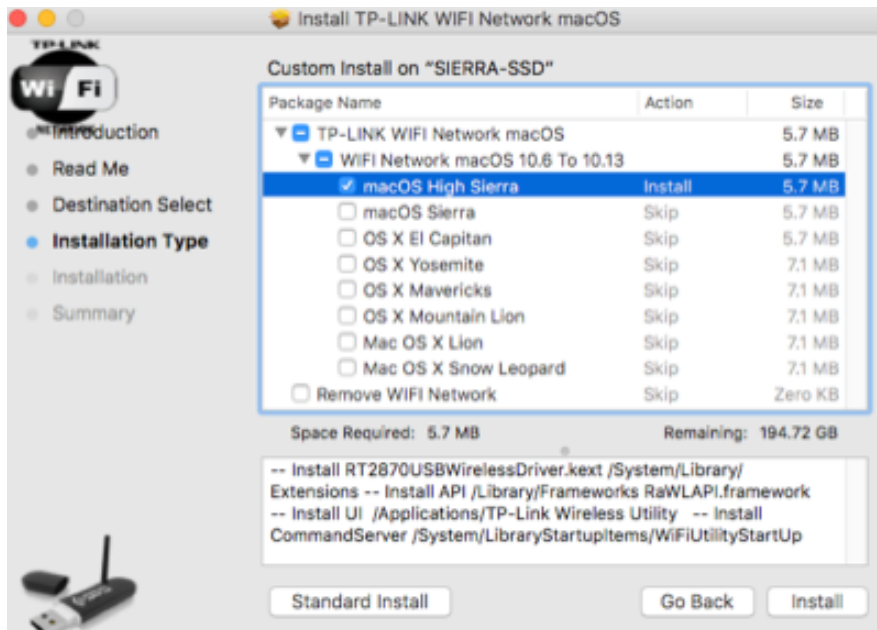 Install TP-LINK WIFI Network macOS
TP-LINK
Wi Fi
NETWORK
Introduction
Read Me
Destination Select
Installation Type
Installation
Summary
Custom Install on “SIERRA-SSD”
Package Name Action Size
TP-LINK WIFI Network macOS 5.7 MB
WIFI Network macOS 10.6 To 10.13 5.7 MB
macOS High Sierra Install 5.7 MB
macOS Sierra Skip 5.7 MB
OS X El Capitan Skip 5.7 MB
OS X Yosemite Skip 7.1 MB
OS X Mavericks Skip 7.1 MB
OS X Mountain Lion Skip 7.1 MB
Mac OS X Lion Skip 7.1 MB
Mac OS X Snow Leopard Skip 7.1 MB
Remove WIFI Network Skip Zero KB
Space Required: 5.7 MB Remaining: 194.72 GB
-- Install RT2870USBWirelessDriver.kext /System/Library/
Extensions -- Install API /Library/Frameworks RaWLAPI.framework
-- Install UI /Applications/TP-Link Wireless Utility -- Install
CommandServer /System/LibraryStartupItems/WiFiUtilityStartUp
Standard Install Go Back Install